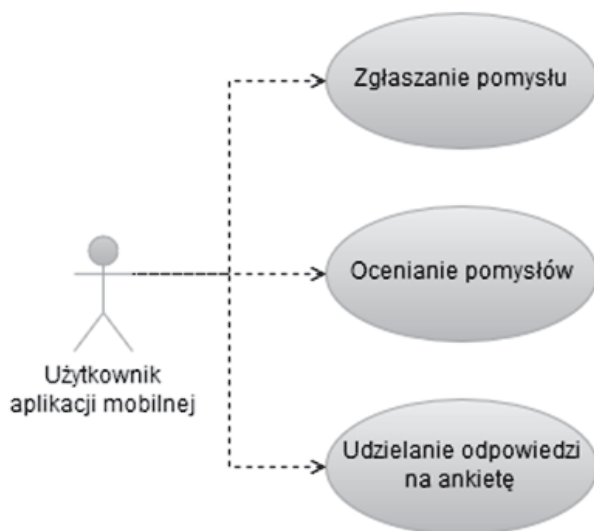 Zgłaszanie pomysłu
Ocenianie pomysłów
Użytkownik
aplikacji mobilnej
Udzielanie odpowiedzi
na ankietę